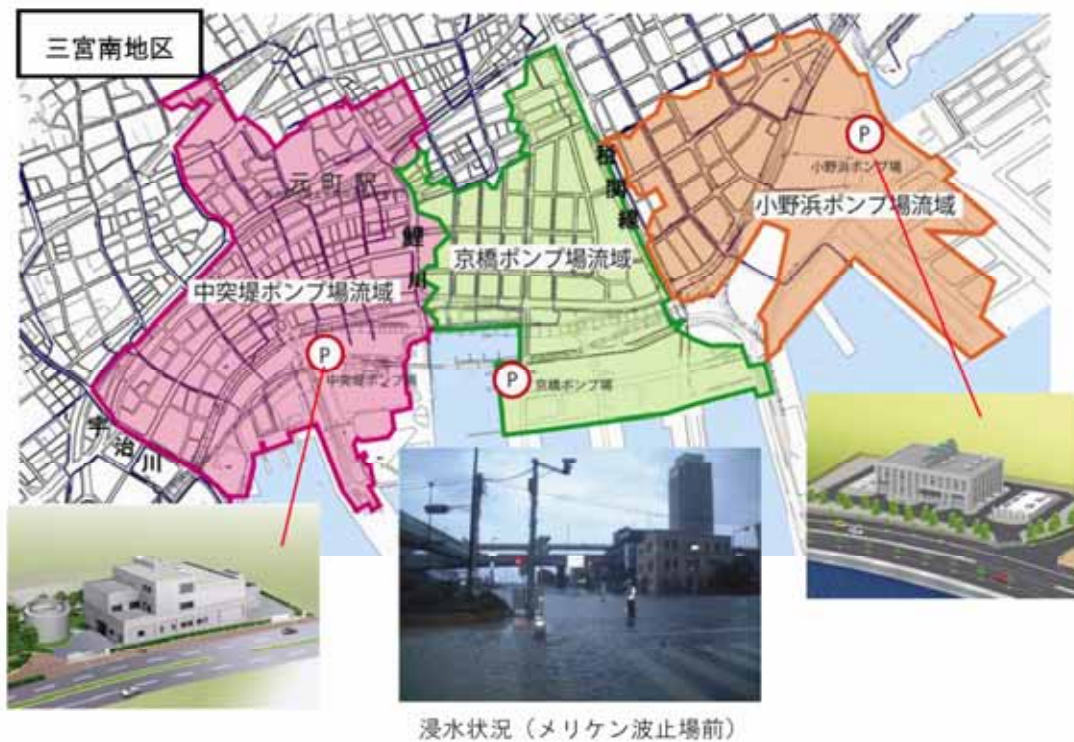 三宮南地区
元町駅
鯉川
税関線
P
小野浜ポンプ場
小野浜ポンプ場流域
京橋ポンプ場流域
中突堤ポンプ場流域
P
中突堤ポンプ場
P
京橋ポンプ場
宇治川
浸水状況（メリケン波止場前）